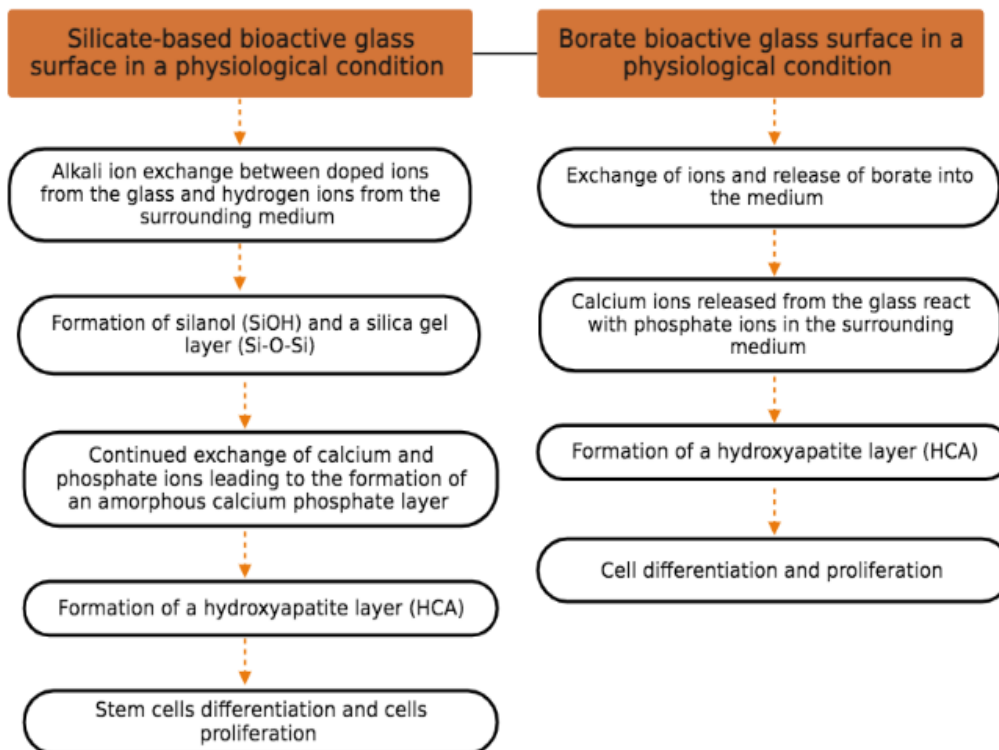 Silicate-based bioactive glass
surface in a physiological condition
Alkali ion exchange between doped ions
from the glass and hydrogen ions from the
surrounding medium
Formation of silanol (SiOH) and a silica gel
layer (Si-O-Si)
Continued exchange of calcium and
phosphate ions leading to the formation of
an amorphous calcium phosphate layer
Formation of a hydroxyapatite layer (HCA)
Stem cells differentiation and cells
proliferation
Borate bioactive glass surface in a
physiological condition
Exchange of ions and release of borate into
the medium
Calcium ions released from the glass react
with phosphate ions in the surrounding
medium
Formation of a hydroxyapatite layer (HCA)
Cell differentiation and proliferation